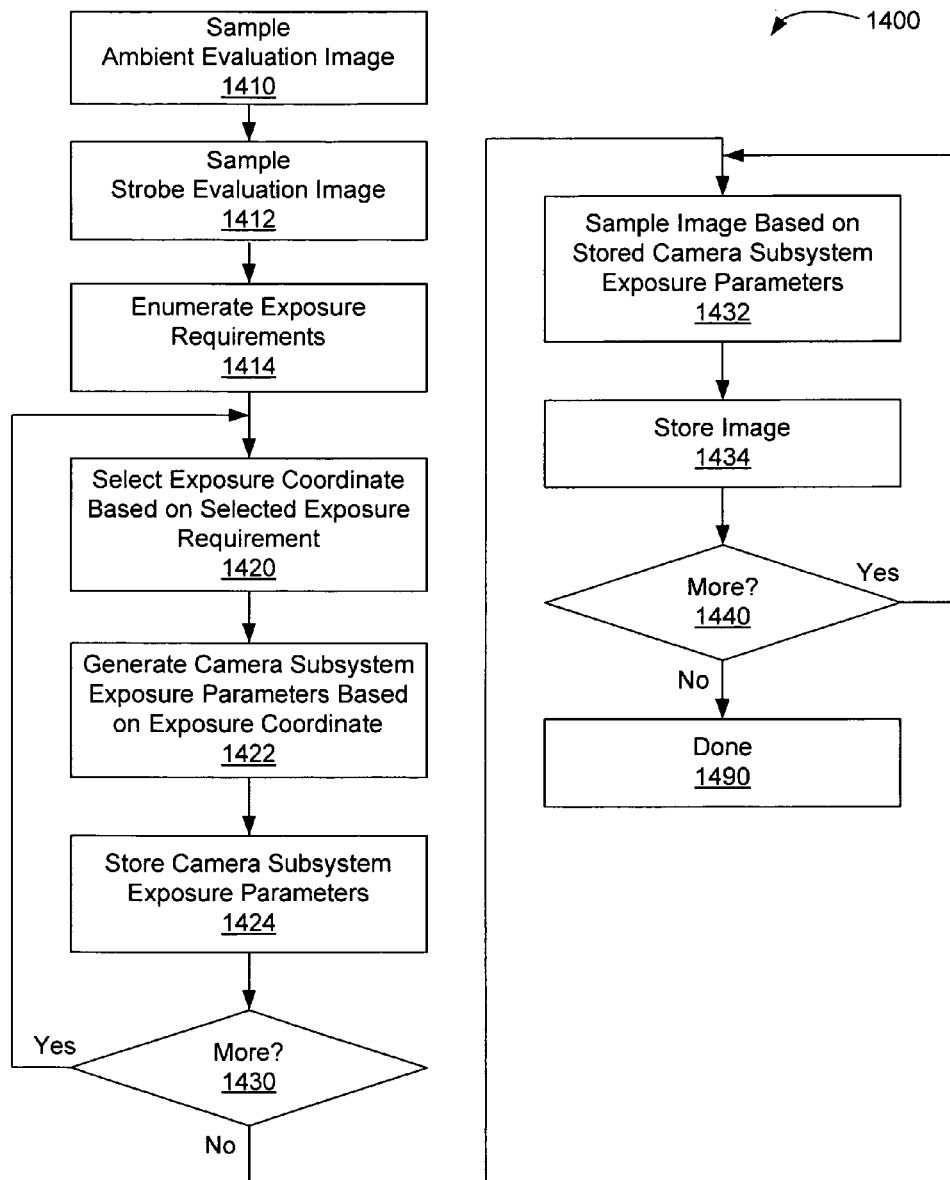 1400
Sample
Ambient Evaluation Image
1410
Sample
Strobe Evaluation Image
1412
Enumerate Exposure
Requirements
1414
Select Exposure Coordinate
Based on Selected Exposure
Requirement
1420
Generate Camera Subsystem
Exposure Parameters Based
on Exposure Coordinate
1422
Store Camera Subsystem
Exposure Parameters
1424
Yes
More?
1430
No
Sample Image Based on
Stored Camera Subsystem
Exposure Parameters
1432
Store Image
1434
More?
1440
Yes
No
Done
1490